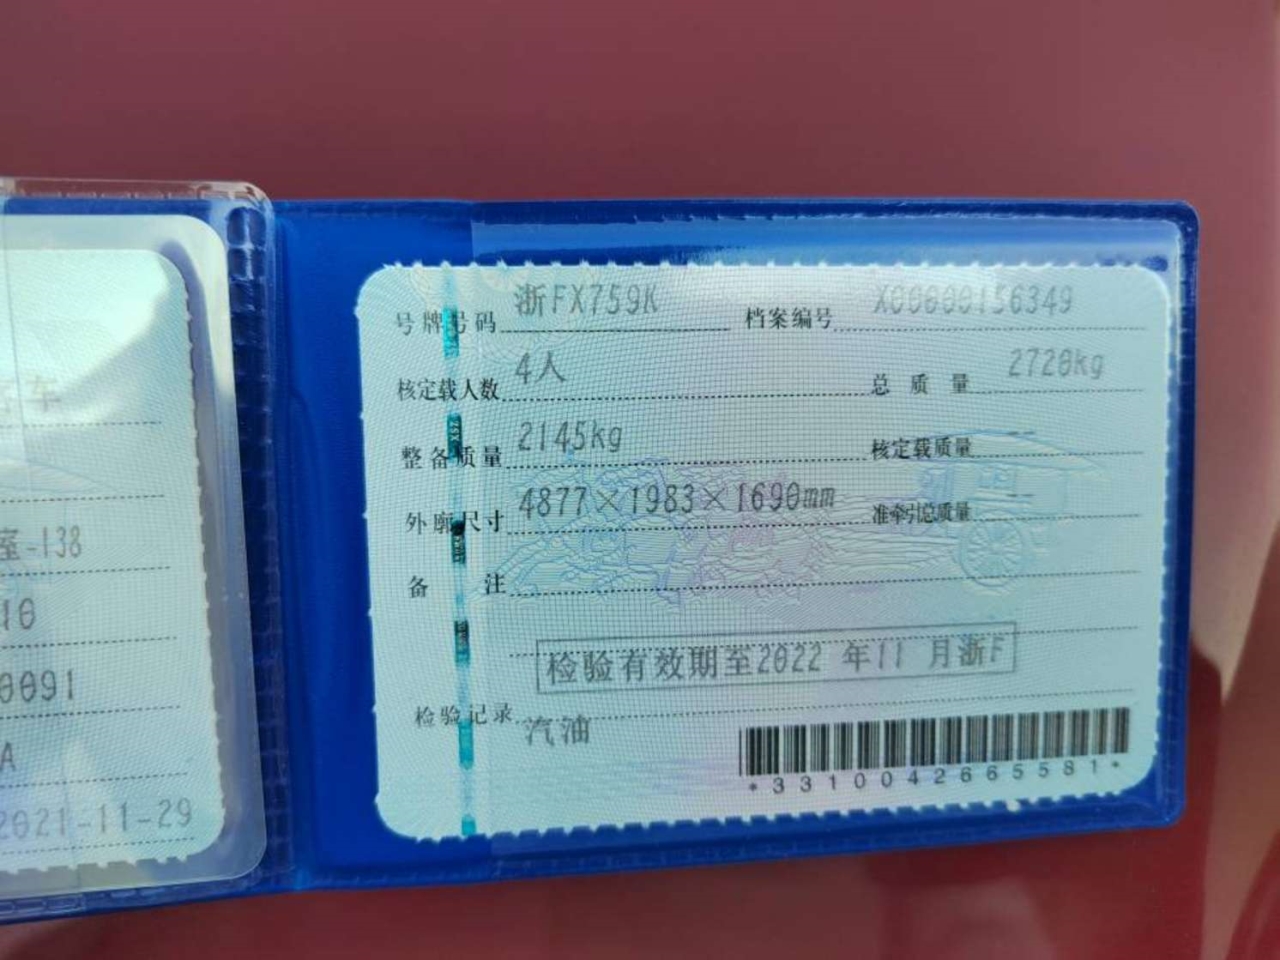 车
室-138
10
0091
A
2021-11-29
号牌号码 浙FX759K 档案编号 X00000156349
核定载人数 4人 总质量 2720kg
整备质量 2145kg 核定载质量 --
外廓尺寸 4877×1983×1690mm 准牵引总质量 --
备注
检验有效期至2022 年11 月浙F
检验记录
汽油
*3310042665581*